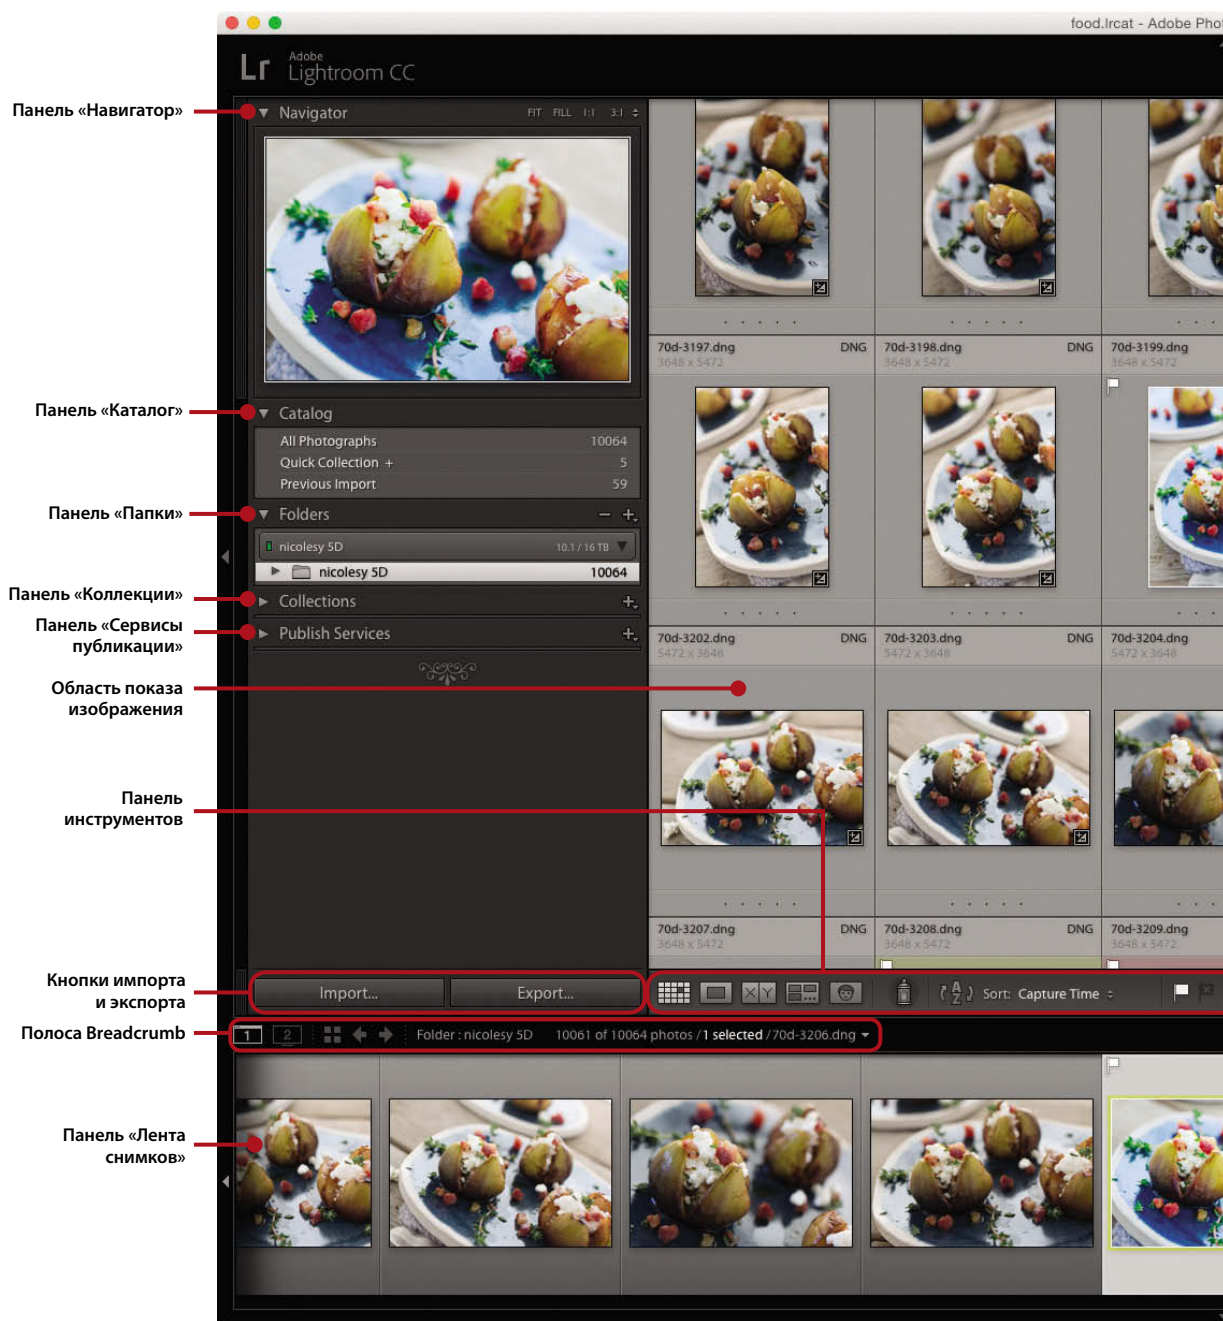 food.lrcat - Adobe Phot
Lr Adobe
Lightroom CC
Панель «Навигатор»
Navigator FIT FILL 1:1 3:1
70d-3197.dng DNG
3648 x 5472
70d-3198.dng DNG
3648 x 5472
70d-3199.dng
3648 x 5472
Панель «Каталог»
Catalog
All Photographs 10064
Quick Collection + 5
Previous Import 59
Панель «Папки»
Folders − +
nicolesy 5D 10.1 / 16 TB
nicolesy 5D 10064
Панель «Коллекции»
Collections +
Панель «Сервисы
публикации»
Publish Services +
70d-3202.dng DNG
5472 x 3648
70d-3203.dng DNG
5472 x 3648
70d-3204.dng
5472 x 3648
Область показа
изображения
Панель
инструментов
70d-3207.dng DNG
3648 x 5472
70d-3208.dng DNG
3648 x 5472
70d-3209.dng
3648 x 5472
Кнопки импорта
и экспорта
Import... Export...
X Y A Z Sort: Capture Time
Полоса Breadcrumb
1 2 Folder : nicolesy 5D 10061 of 10064 photos / 1 selected / 70d-3206.dng
Панель «Лента
снимков»